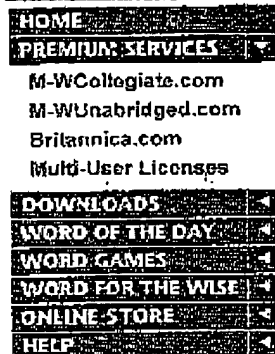 HOME
PREMIUM SERVICES
M-WCollegiate.com
M-WUnabridged.com
Britannica.com
Multi-User Licenses
DOWNLOADS
WORD OF THE DAY
WORD GAMES
WORD FOR THE WISE
ONLINE STORE
HELP